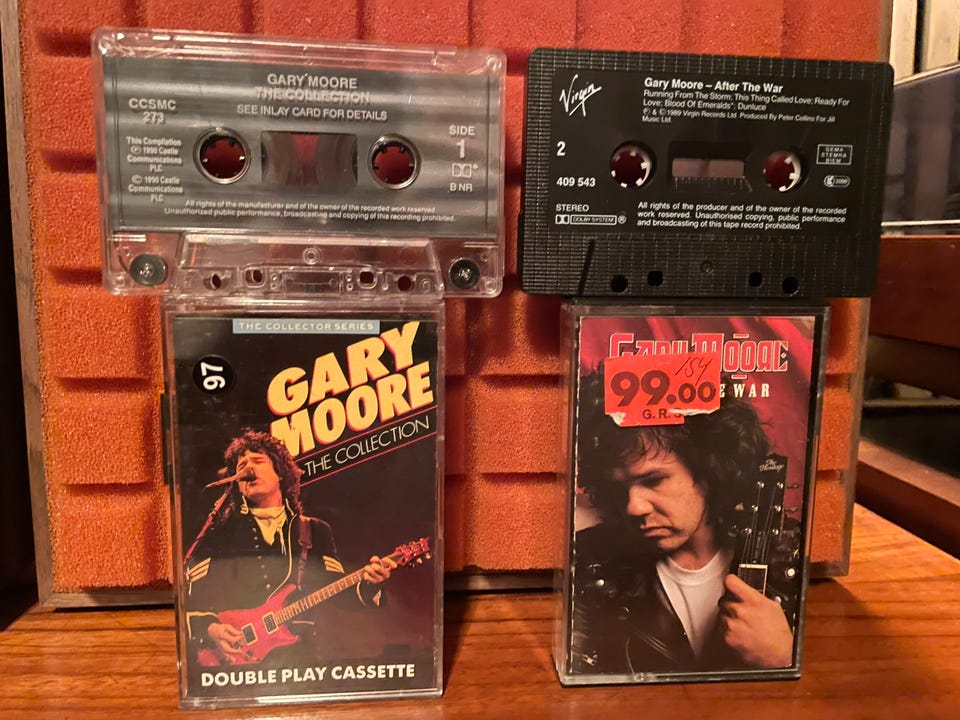 GARY MOORE
THE COLLECTION
SEE INLAY CARD FOR DETAILS
CCSMC
273
This Compilation
℗ 1990 Castle
Communications
PLC
© 1990 Castle
Communications
PLC
SIDE
1
B NR
All rights of the manufacturer and of the owner of the recorded work reserved.
Unauthorized public performance, broadcasting and copying of this recording prohibited.
Virgin
Gary Moore – After The War
Running From The Storm; This Thing Called Love; Ready For
Love; Blood Of Emeralds*; Dunluce
℗ & © 1989 Virgin Records Ltd. Produced by Peter Collins For Jill
Music Ltd.
2
409 543
GEMA
STEMRA
BIEM
STEREO
DOLBY SYSTEM ®
All rights of the producer and of the owner of the recorded
work reserved. Unauthorised copying, public performance
and broadcasting of this tape record prohibited.
THE COLLECTOR SERIES
97
GARY
MOORE
THE COLLECTION
DOUBLE PLAY CASSETTE
GARY MOORE
WAR
154
99.00
G. R.
The
Heritage